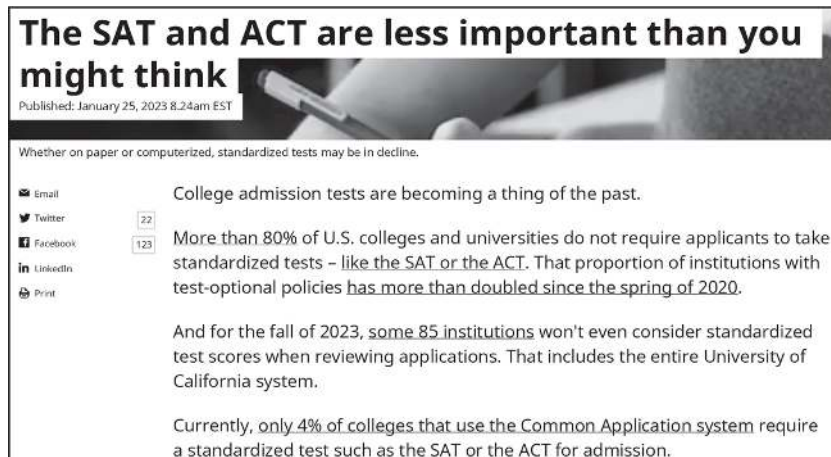 The SAT and ACT are less important than you
might think
Published: January 25, 2023 8.24am EST
Whether on paper or computerized, standardized tests may be in decline.
Email
Twitter 22
Facebook 123
LinkedIn
Print
College admission tests are becoming a thing of the past.
More than 80% of U.S. colleges and universities do not require applicants to take
standardized tests – like the SAT or the ACT. That proportion of institutions with
test-optional policies has more than doubled since the spring of 2020.
And for the fall of 2023, some 85 institutions won't even consider standardized
test scores when reviewing applications. That includes the entire University of
California system.
Currently, only 4% of colleges that use the Common Application system require
a standardized test such as the SAT or the ACT for admission.